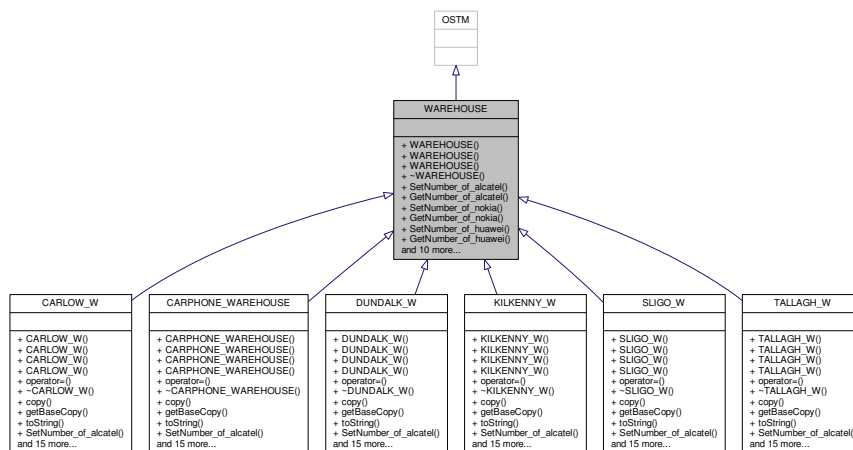 OSTM
WAREHOUSE
+ WAREHOUSE()
+ WAREHOUSE()
+ WAREHOUSE()
+ ~WAREHOUSE()
+ SetNumber_of_alcatel()
+ GetNumber_of_alcatel()
+ SetNumber_of_nokia()
+ GetNumber_of_nokia()
+ SetNumber_of_huawei()
+ GetNumber_of_huawei()
and 10 more...
CARLOW_W
+ CARLOW_W()
+ CARLOW_W()
+ CARLOW_W()
+ CARLOW_W()
+ operator=()
+ ~CARLOW_W()
+ copy()
+ getBaseCopy()
+ toString()
+ SetNumber_of_alcatel()
and 15 more...
CARPHONE_WAREHOUSE
+ CARPHONE_WAREHOUSE()
+ CARPHONE_WAREHOUSE()
+ CARPHONE_WAREHOUSE()
+ CARPHONE_WAREHOUSE()
+ operator=()
+ ~CARPHONE_WAREHOUSE()
+ copy()
+ getBaseCopy()
+ toString()
+ SetNumber_of_alcatel()
and 15 more...
DUNDALK_W
+ DUNDALK_W()
+ DUNDALK_W()
+ DUNDALK_W()
+ DUNDALK_W()
+ operator=()
+ ~DUNDALK_W()
+ copy()
+ getBaseCopy()
+ toString()
+ SetNumber_of_alcatel()
and 15 more...
KILKENNY_W
+ KILKENNY_W()
+ KILKENNY_W()
+ KILKENNY_W()
+ KILKENNY_W()
+ operator=()
+ ~KILKENNY_W()
+ copy()
+ getBaseCopy()
+ toString()
+ SetNumber_of_alcatel()
and 15 more...
SLIGO_W
+ SLIGO_W()
+ SLIGO_W()
+ SLIGO_W()
+ SLIGO_W()
+ operator=()
+ ~SLIGO_W()
+ copy()
+ getBaseCopy()
+ toString()
+ SetNumber_of_alcatel()
and 15 more...
TALLAGH_W
+ TALLAGH_W()
+ TALLAGH_W()
+ TALLAGH_W()
+ TALLAGH_W()
+ operator=()
+ ~TALLAGH_W()
+ copy()
+ getBaseCopy()
+ toString()
+ SetNumber_of_alcatel()
and 15 more...